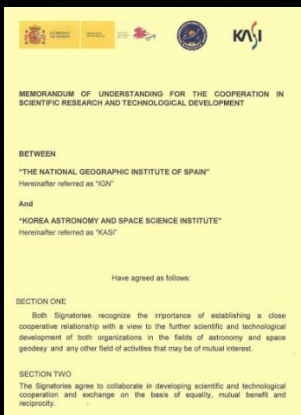 GOBIERNO
DE ESPAÑA
KASI
MEMORANDUM OF UNDERSTANDING FOR THE COOPERATION IN
SCIENTIFIC RESEARCH AND TECHNOLOGICAL DEVELOPMENT
BETWEEN
"THE NATIONAL GEOGRAPHIC INSTITUTE OF SPAIN"
Hereinafter referred as "IGN"
And
"KOREA ASTRONOMY AND SPACE SCIENCE INSTITUTE"
Hereinafter referred as "KASI"
Have agreed as follows:
SECTION ONE
Both Signatories recognize the importance of establishing a close
cooperative relationship with a view to the further scientific and technological
development of both organizations in the fields of astronomy and space
geodesy and any other field of activities that may be of mutual interest.
SECTION TWO
The Signatories agree to collaborate in developing scientific and technological
cooperation and exchange on the basis of equality, mutual benefit and
reciprocity.